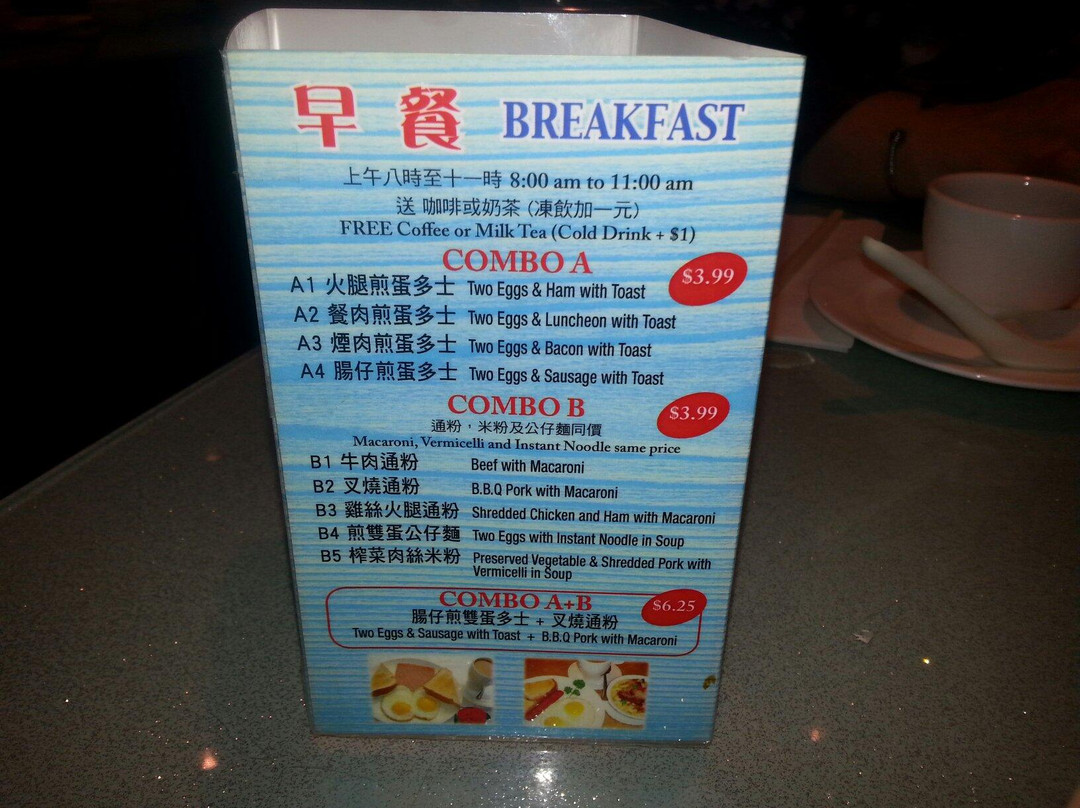 早餐 BREAKFAST
上午八時至十一時 8:00 am to 11:00 am
送 咖啡或奶茶 (凍飲加一元)
FREE Coffee or Milk Tea (Cold Drink + $1)
COMBO A $3.99
A1 火腿煎蛋多士 Two Eggs & Ham with Toast
A2 餐肉煎蛋多士 Two Eggs & Luncheon with Toast
A3 煙肉煎蛋多士 Two Eggs & Bacon with Toast
A4 腸仔煎蛋多士 Two Eggs & Sausage with Toast
COMBO B $3.99
通粉，米粉及公仔麵同價
Macaroni, Vermicelli and Instant Noodle same price
B1 牛肉通粉 Beef with Macaroni
B2 叉燒通粉 B.B.Q Pork with Macaroni
B3 雞絲火腿通粉 Shredded Chicken and Ham with Macaroni
B4 煎雙蛋公仔麵 Two Eggs with Instant Noodle in Soup
B5 榨菜肉絲米粉 Preserved Vegetable & Shredded Pork with
Vermicelli in Soup
COMBO A+B $6.25
腸仔煎雙蛋多士 + 叉燒通粉
Two Eggs & Sausage with Toast + B.B.Q Pork with Macaroni